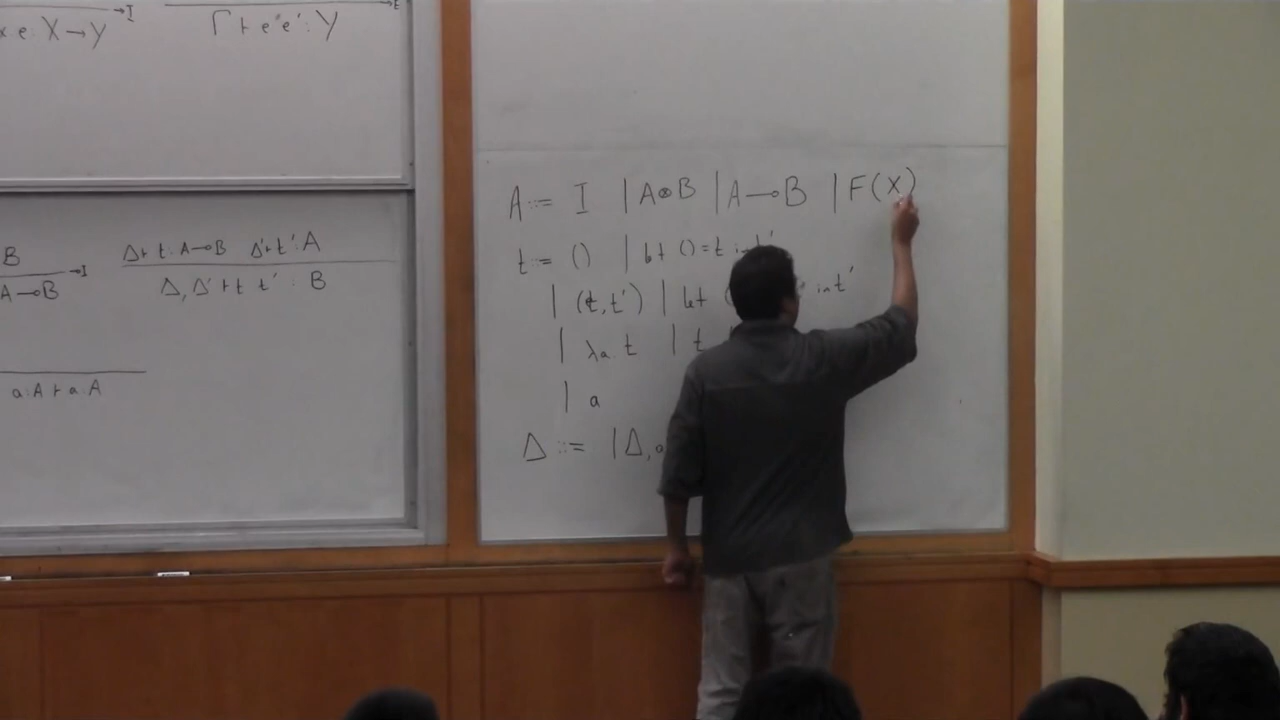 x e : X → Y →I
Γ ⊢ e e' : Y →E
B
A ⊸ B ⊸I
Δ ⊢ t : A ⊸ B Δ' ⊢ t' : A
Δ, Δ' ⊢ t t' : B
a : A ⊢ a : A
A ::= I | A ⊗ B | A ⊸ B | F(X)
t ::= () | let () = t in t'
| (t, t') | let ( in t'
| λa. t | t
| a
Δ ::= | Δ, a